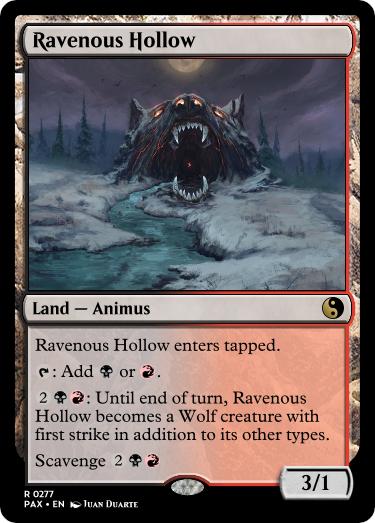 Ravenous Hollow
Land — Animus
Ravenous Hollow enters tapped.
: Add or .
2 : Until end of turn, Ravenous
Hollow becomes a Wolf creature with
first strike in addition to its other types.
Scavenge 2
3/1
R 0277
PAX • EN Juan Duarte